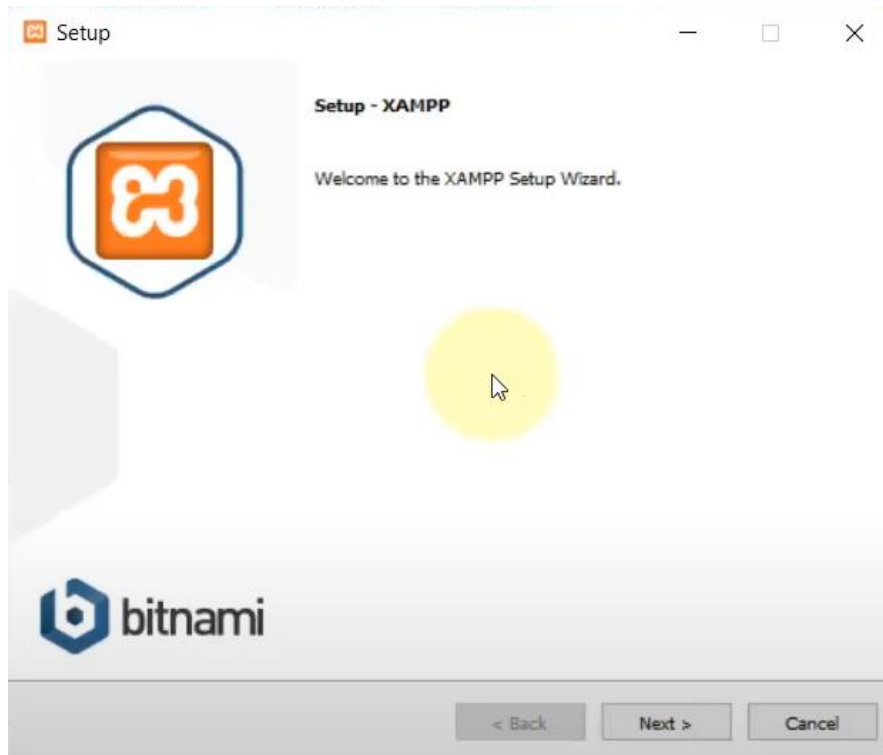 Setup
Setup - XAMPP
Welcome to the XAMPP Setup Wizard.
bitnami
< Back Next > Cancel